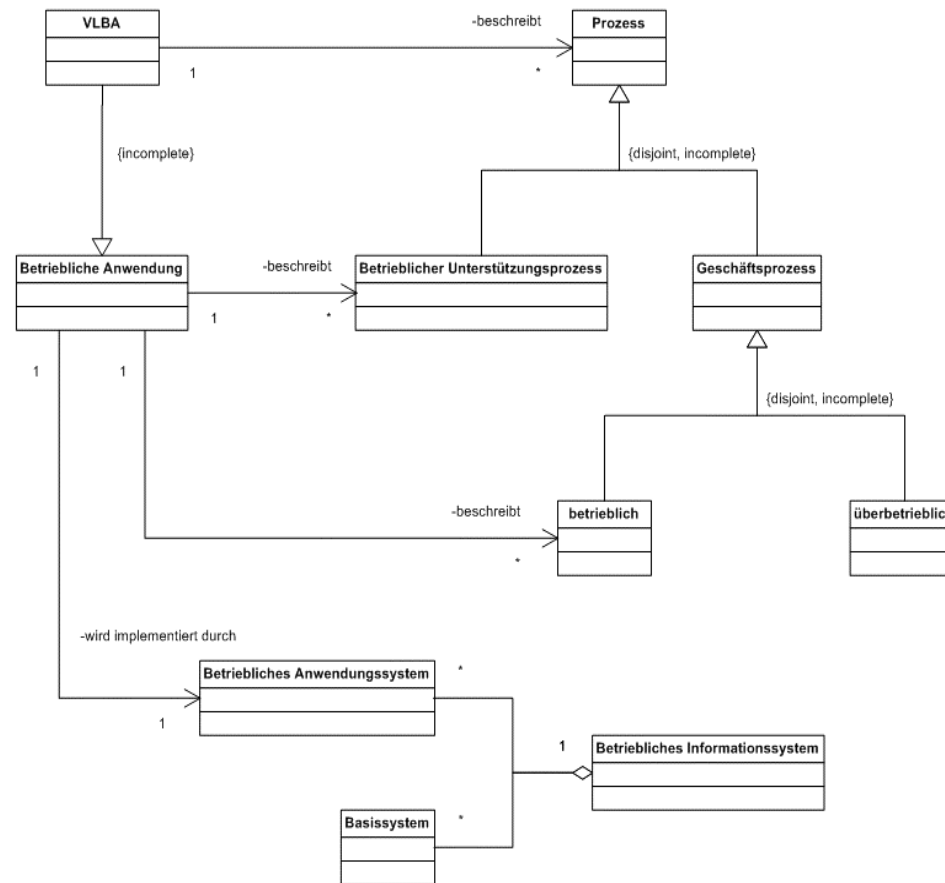 VLBA
-beschreibt
Prozess
1
*
{incomplete}
{disjoint, incomplete}
Betriebliche Anwendung
-beschreibt
Betrieblicher Unterstützungsprozess
Geschäftsprozess
1
*
1
1
{disjoint, incomplete}
-beschreibt
betrieblich
überbetrieblic
*
-wird implementiert durch
Betriebliches Anwendungssystem
*
1
1
Betriebliches Informationssystem
Basissystem
*